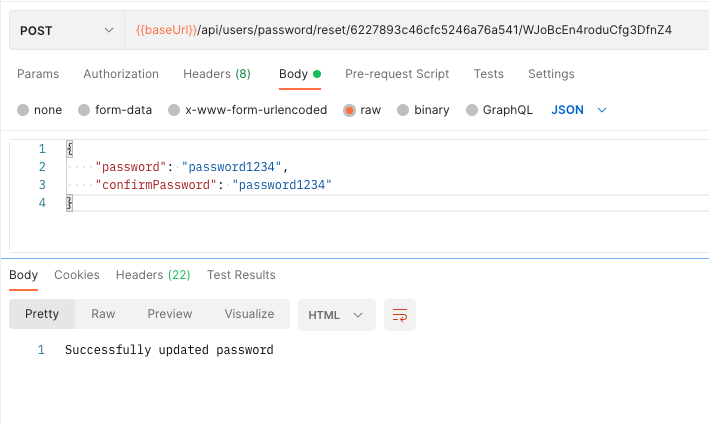 POST {{baseUrl}}/api/users/password/reset/6227893c46cfc5246a76a541/WJoBcEn4roduCfg3DfnZ4
Params Authorization Headers (8) Body Pre-request Script Tests Settings
none form-data x-www-form-urlencoded raw binary GraphQL JSON
1 {
2 "password": "password1234",
3 "confirmPassword": "password1234"
4 }
Body Cookies Headers (22) Test Results
Pretty Raw Preview Visualize HTML
1 Successfully updated password